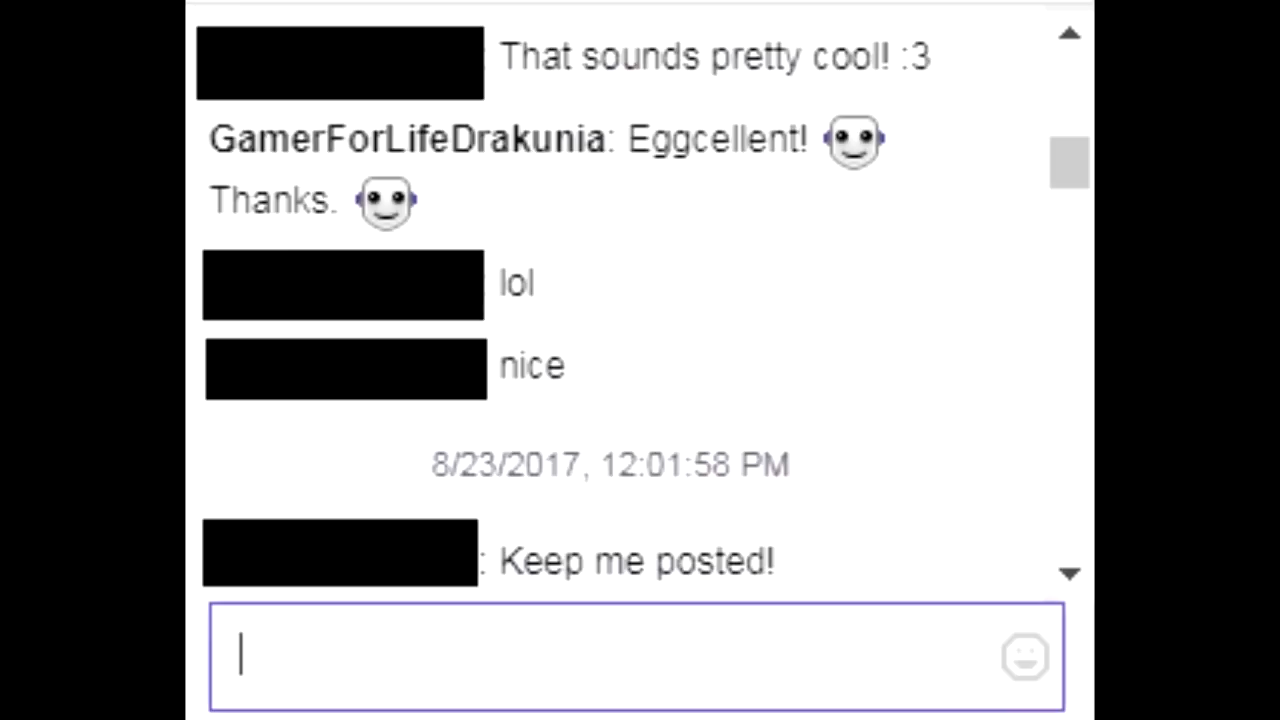 That sounds pretty cool! :3
GamerForLifeDrakunia: Eggcellent!
Thanks.
lol
nice
8/23/2017, 12:01:58 PM
: Keep me posted!